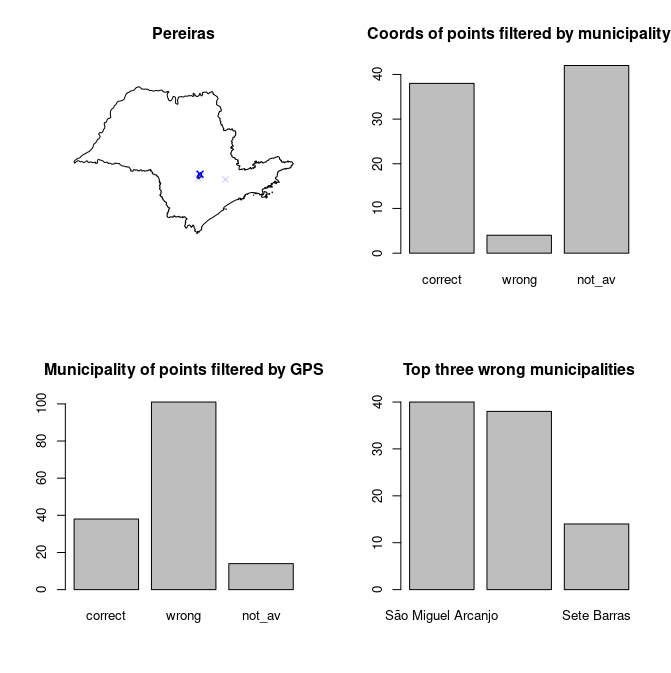 Pereiras
Coords of points filtered by municipality
0 10 20 30 40
correct wrong not_av
Municipality of points filtered by GPS
0 20 40 60 80 100
correct wrong not_av
Top three wrong municipalities
0 10 20 30 40
São Miguel Arcanjo Sete Barras